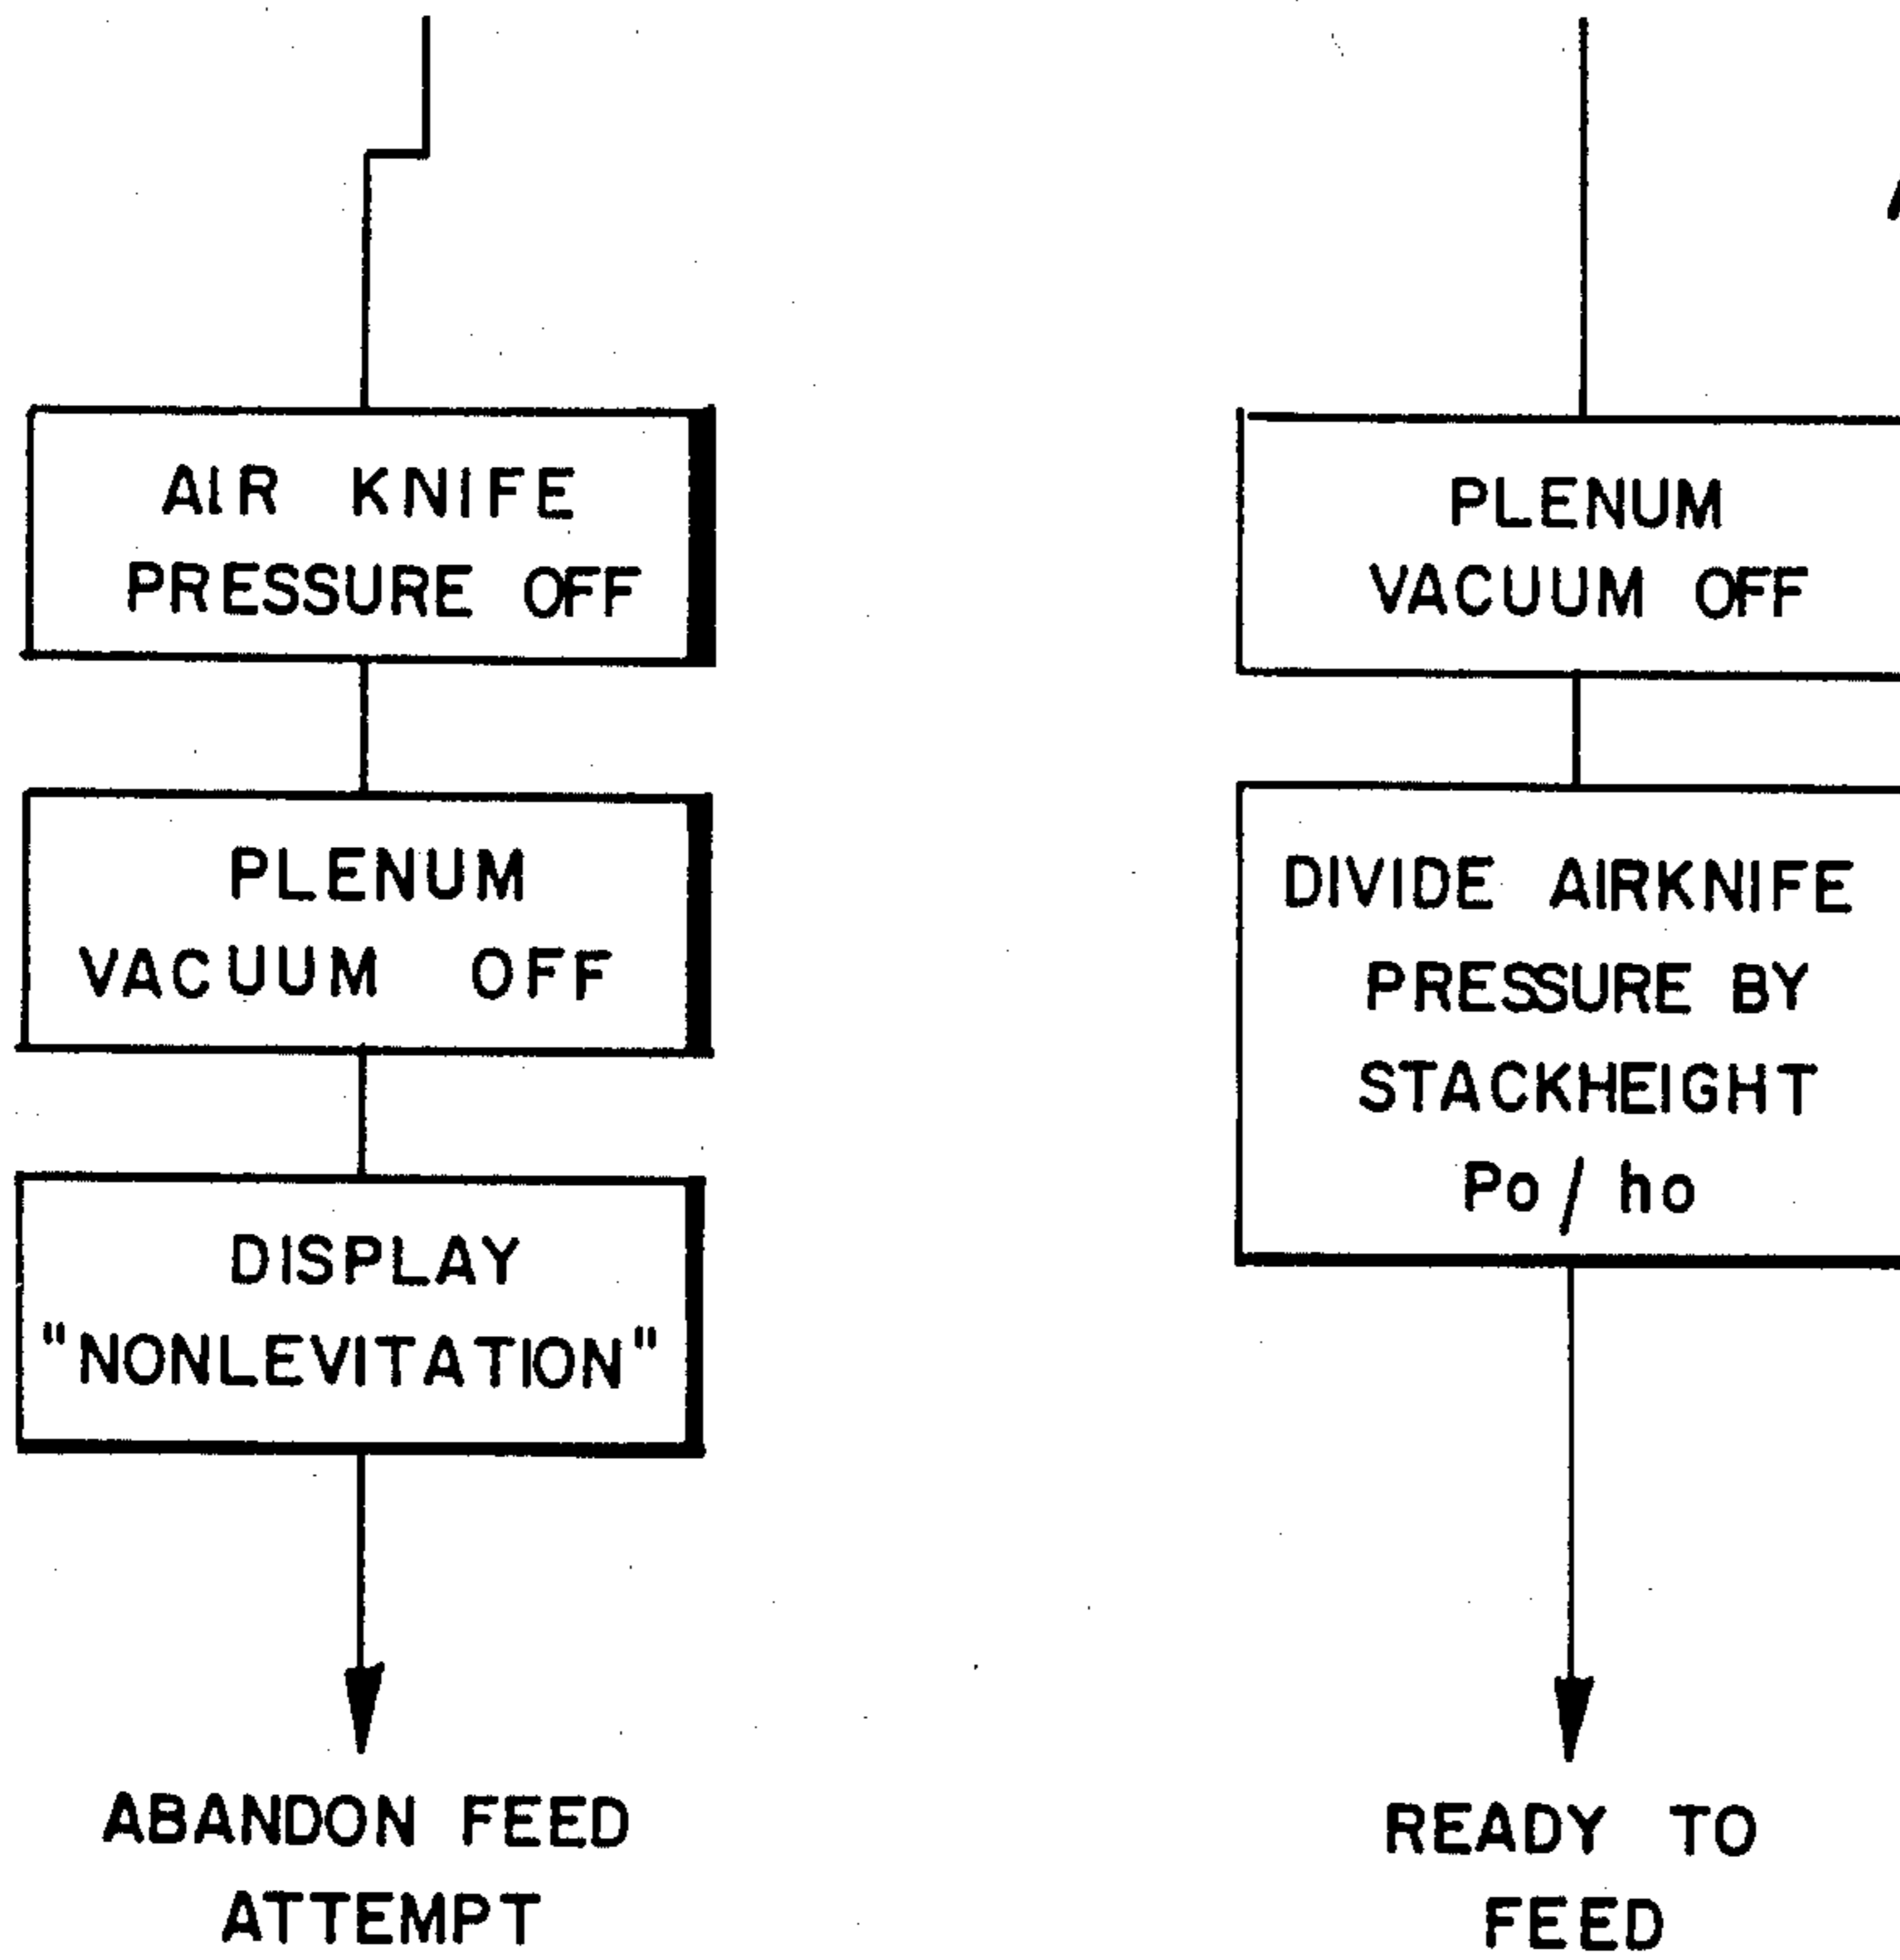 AIR KNIFE
PRESSURE OFF
PLENUM
VACUUM OFF
DISPLAY
"NONLEVITATION"
ABANDON FEED
ATTEMPT
PLENUM
VACUUM OFF
DIVIDE AIRKNIFE
PRESSURE BY
STACKHEIGHT
Po / ho
READY TO
FEED